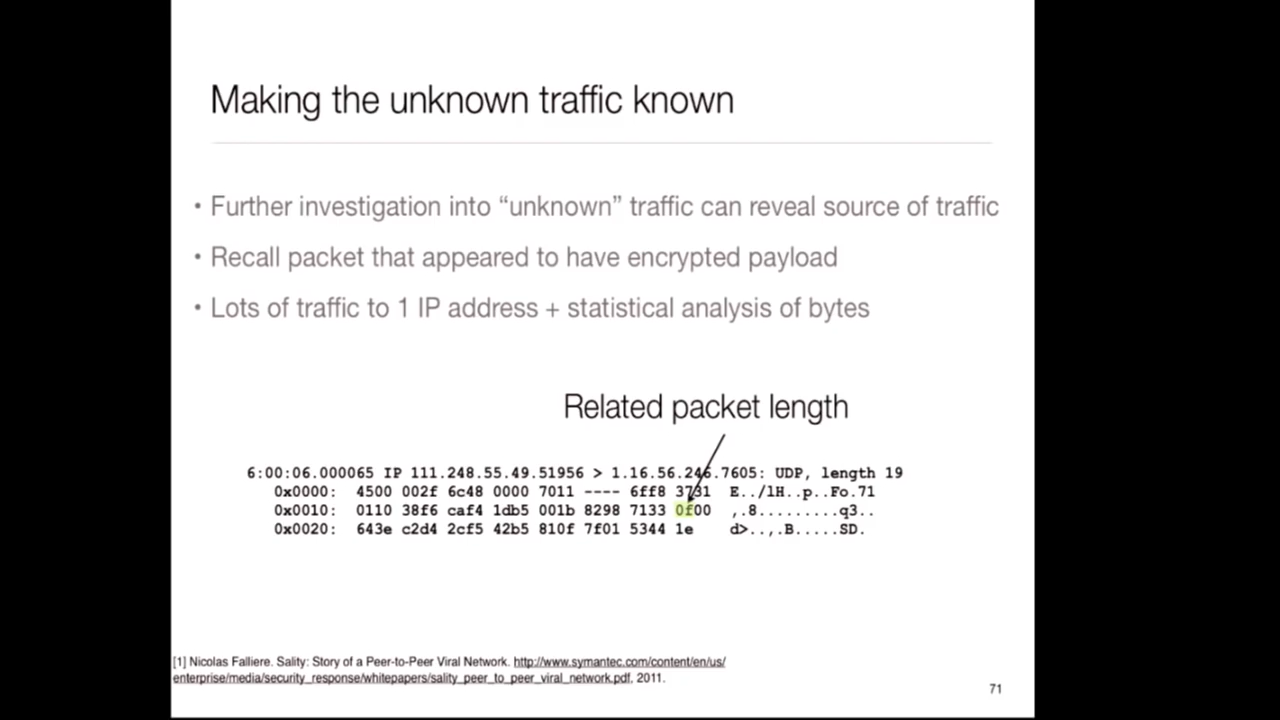 Making the unknown traffic known
• Further investigation into “unknown” traffic can reveal source of traffic
• Recall packet that appeared to have encrypted payload
• Lots of traffic to 1 IP address + statistical analysis of bytes
Related packet length
6:00:06.000065 IP 111.248.55.49.51956 > 1.16.56.246.7605: UDP, length 19
0x0000: 4500 002f 6c48 0000 7011 ---- 6ff8 3731 E../lH..p..Fo.71
0x0010: 0110 38f6 caf4 1db5 001b 8298 7133 0f00 ,.8.........q3..
0x0020: 643e c2d4 2cf5 42b5 810f 7f01 5344 1e d>..,.B.....SD.
[1] Nicolas Falliere. Sality: Story of a Peer-to-Peer Viral Network. http://www.symantec.com/content/en/us/
enterprise/media/security_response/whitepapers/sality_peer_to_peer_viral_network.pdf, 2011.
71